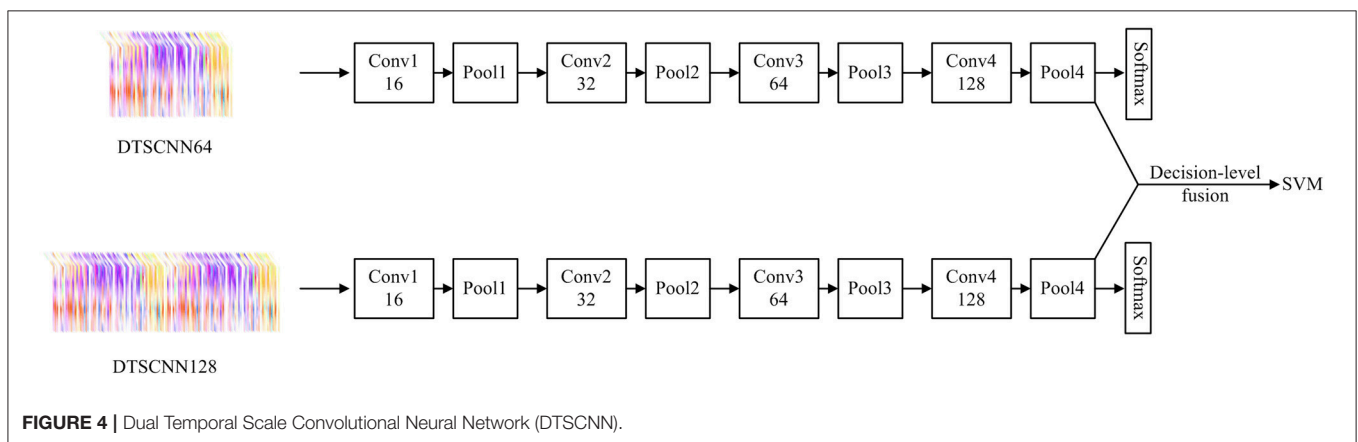 Conv1
16
Pool1
Conv2
32
Pool2
Conv3
64
Pool3
Conv4
128
Pool4
Softmax
DTSCNN64
Decision-level
fusion
SVM
Conv1
16
Pool1
Conv2
32
Pool2
Conv3
64
Pool3
Conv4
128
Pool4
Softmax
DTSCNN128
FIGURE 4 | Dual Temporal Scale Convolutional Neural Network (DTSCNN).